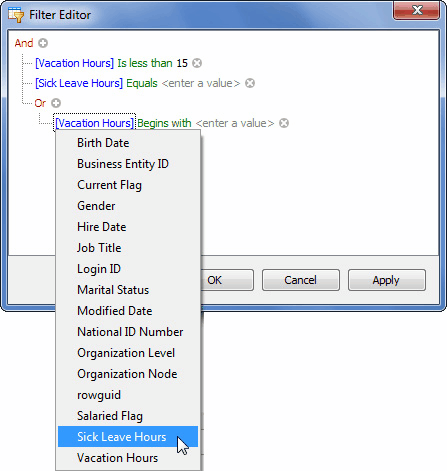 Filter Editor
And
[Vacation Hours] Is less than 15
[Sick Leave Hours] Equals <enter a value>
Or
[Vacation Hours] Begins with <enter a value>
Birth Date
Business Entity ID
Current Flag
Gender
Hire Date
Job Title
Login ID
Marital Status
Modified Date
National ID Number
Organization Level
Organization Node
rowguid
Salaried Flag
Sick Leave Hours
Vacation Hours
OK
Cancel
Apply